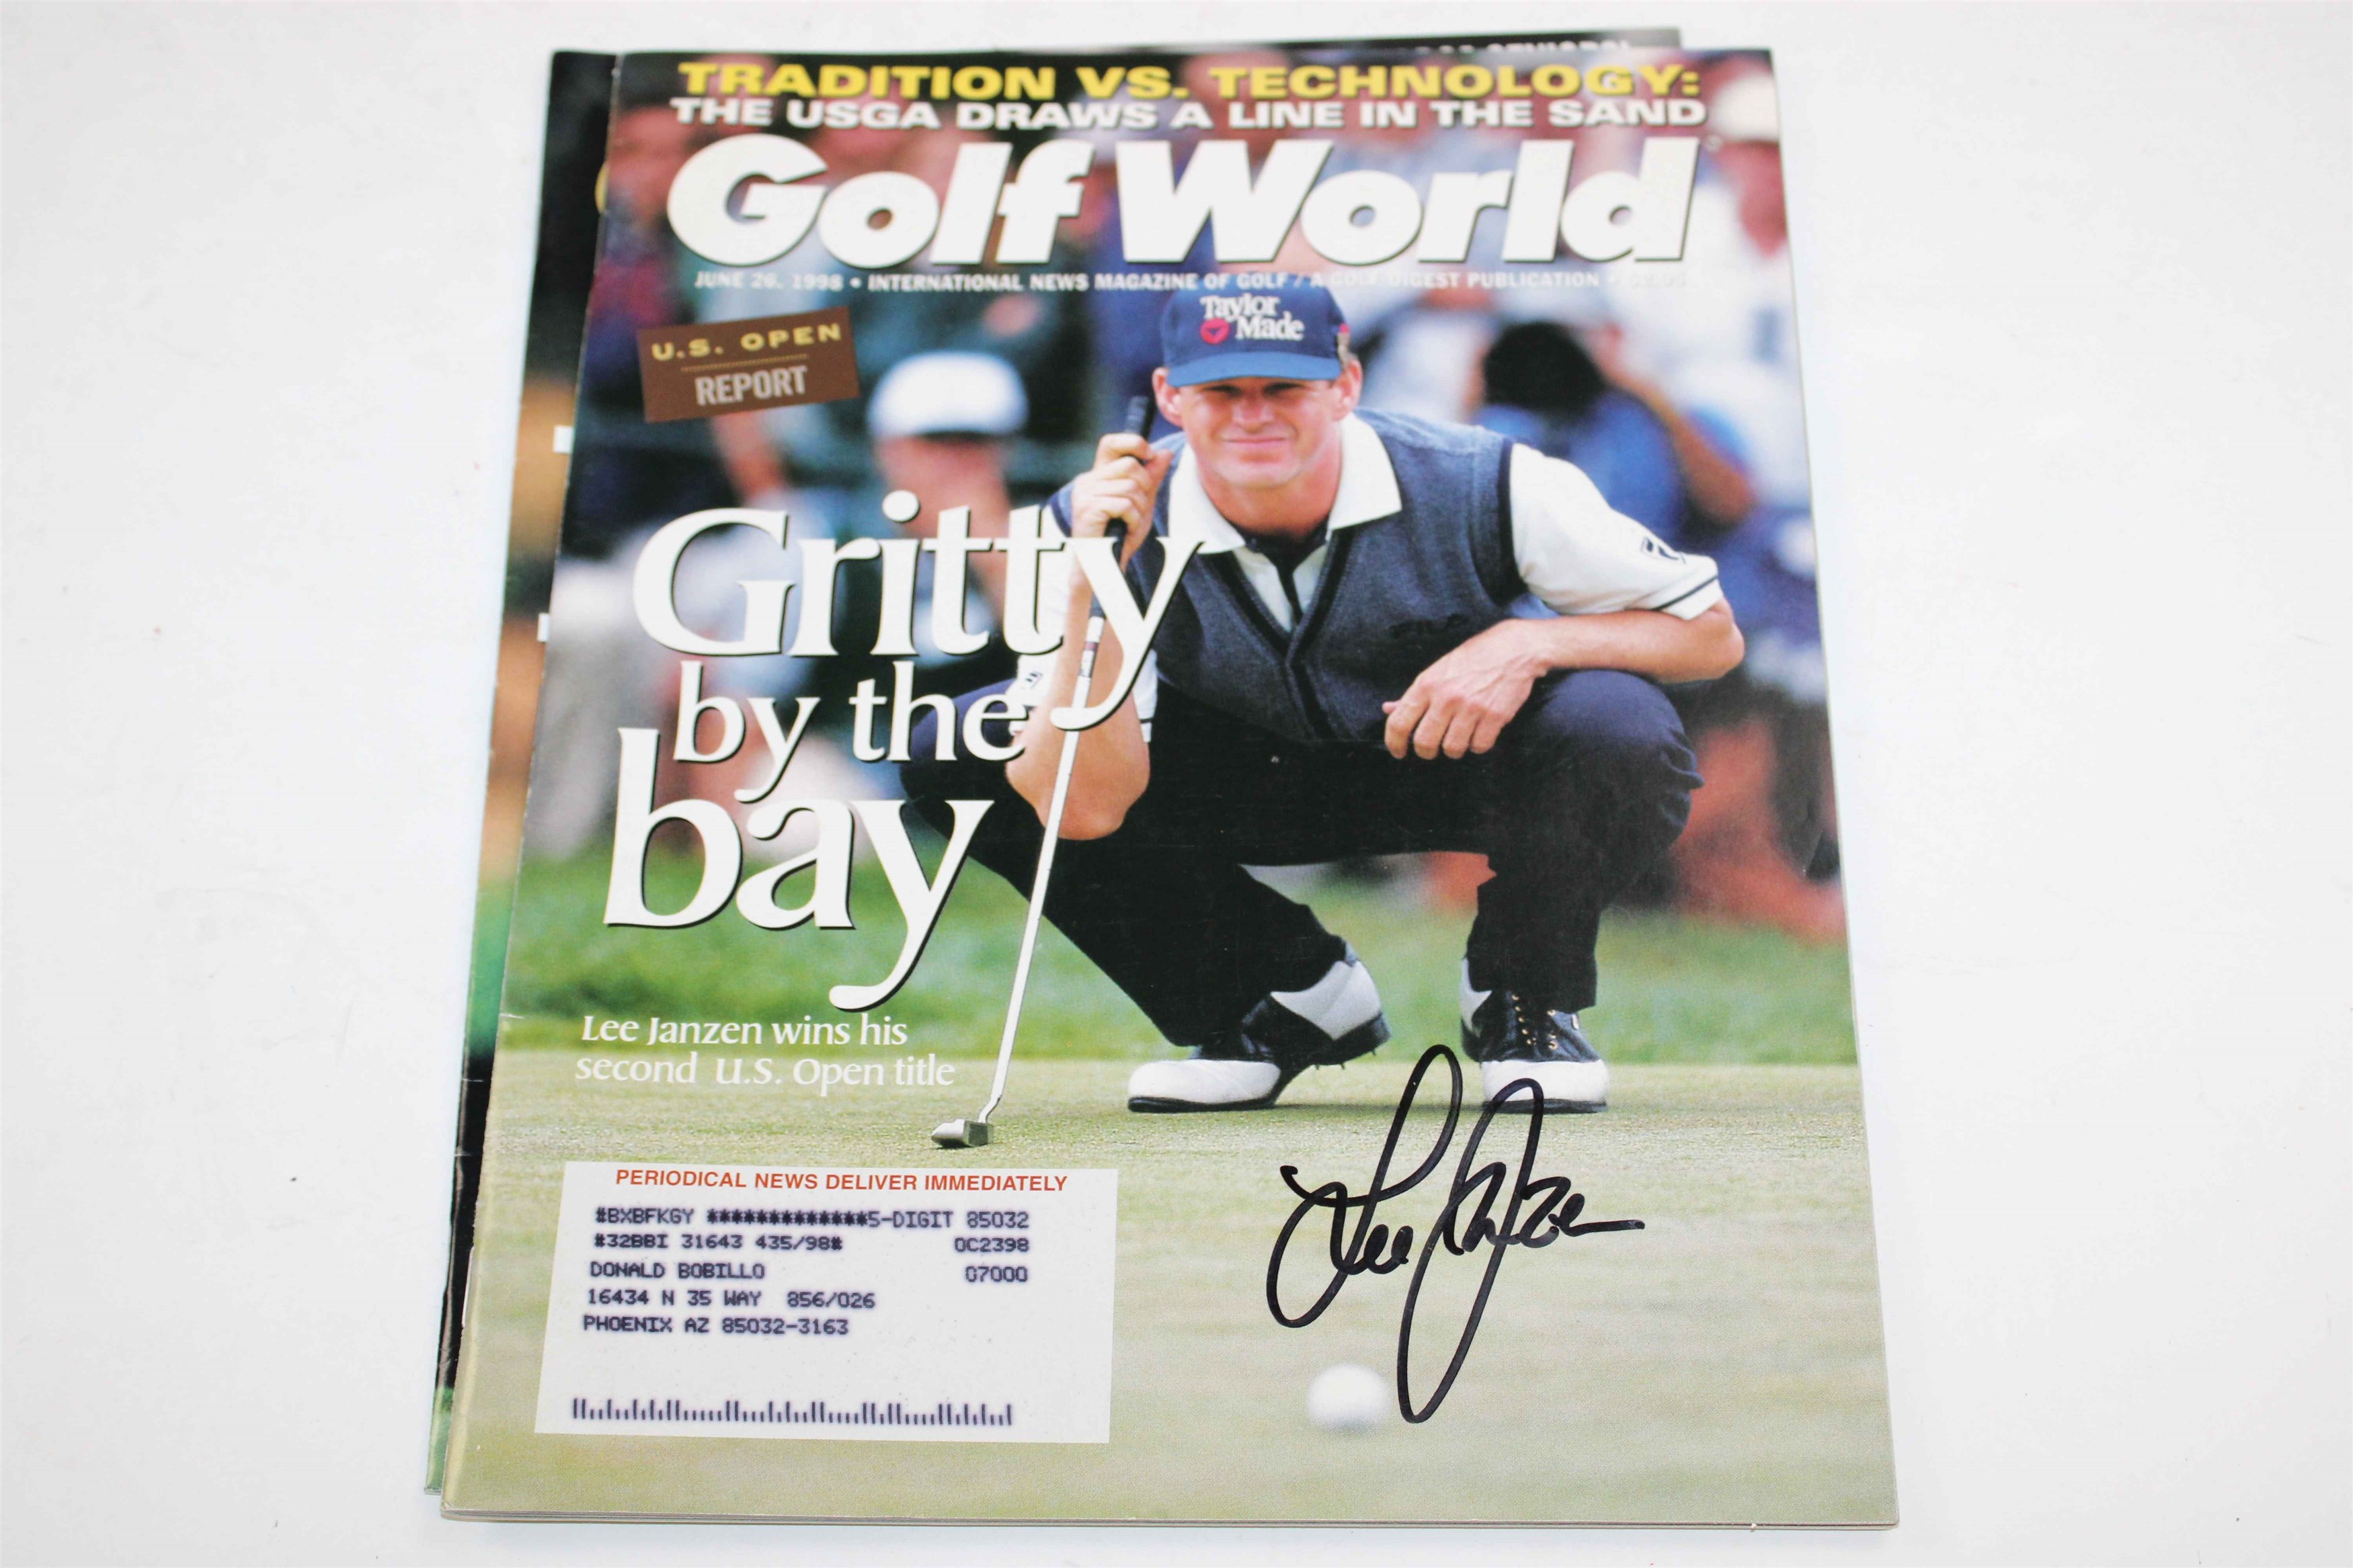 TRADITION VS. TECHNOLOGY:
THE USGA DRAWS A LINE IN THE SAND
Golf World
JUNE 26, 1998 • INTERNATIONAL NEWS MAGAZINE OF GOLF / A GOLF DIGEST PUBLICATION •
U.S. OPEN
REPORT
Taylor
Made
Gritty
by the
bay
FILA
Lee Janzen wins his
second U.S. Open title
PERIODICAL NEWS DELIVER IMMEDIATELY
#BXBFKGY *************5-DIGIT 85032
#32BBI 31643 435/98# OC2398
DONALD BOBILLO 07000
16434 N 35 WAY 856/026
PHOENIX AZ 85032-3163
Lee Janzen